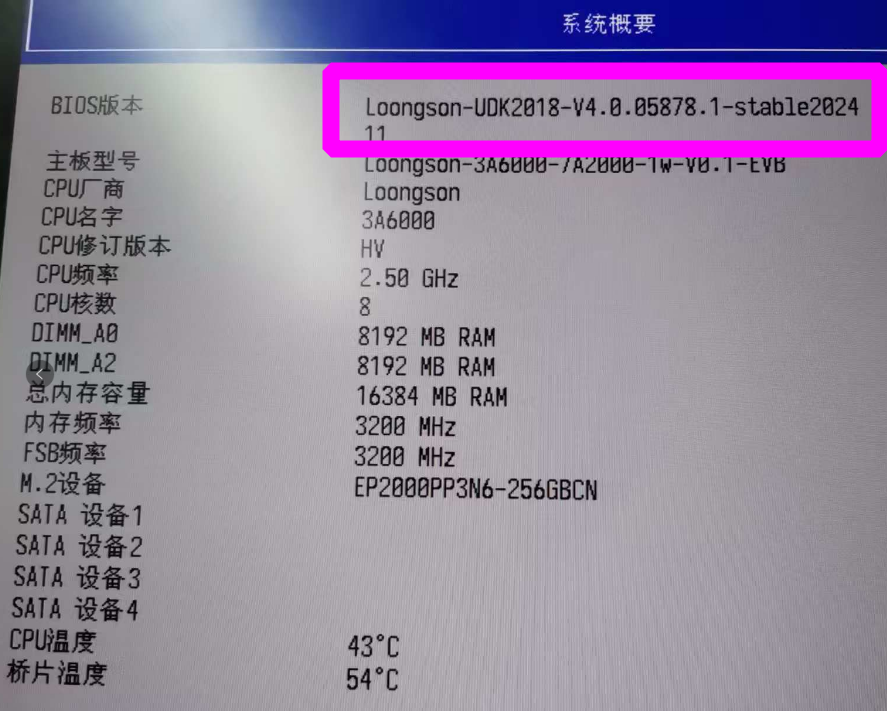 系统概要
BIOS版本 Loongson-UDK2018-V4.0.05878.1-stable2024
11
主板型号 Loongson-3A6000-7A2000-1W-V0.1-EVB
CPU厂商 Loongson
CPU名字 3A6000
CPU修订版本 HV
CPU频率 2.50 GHz
CPU核数 8
DIMM_A0 8192 MB RAM
DIMM_A2 8192 MB RAM
总内存容量 16384 MB RAM
内存频率 3200 MHz
FSB频率 3200 MHz
M.2设备 EP2000PP3N6-256GBCN
SATA 设备1
SATA 设备2
SATA 设备3
SATA 设备4
CPU温度 43°C
桥片温度 54°C